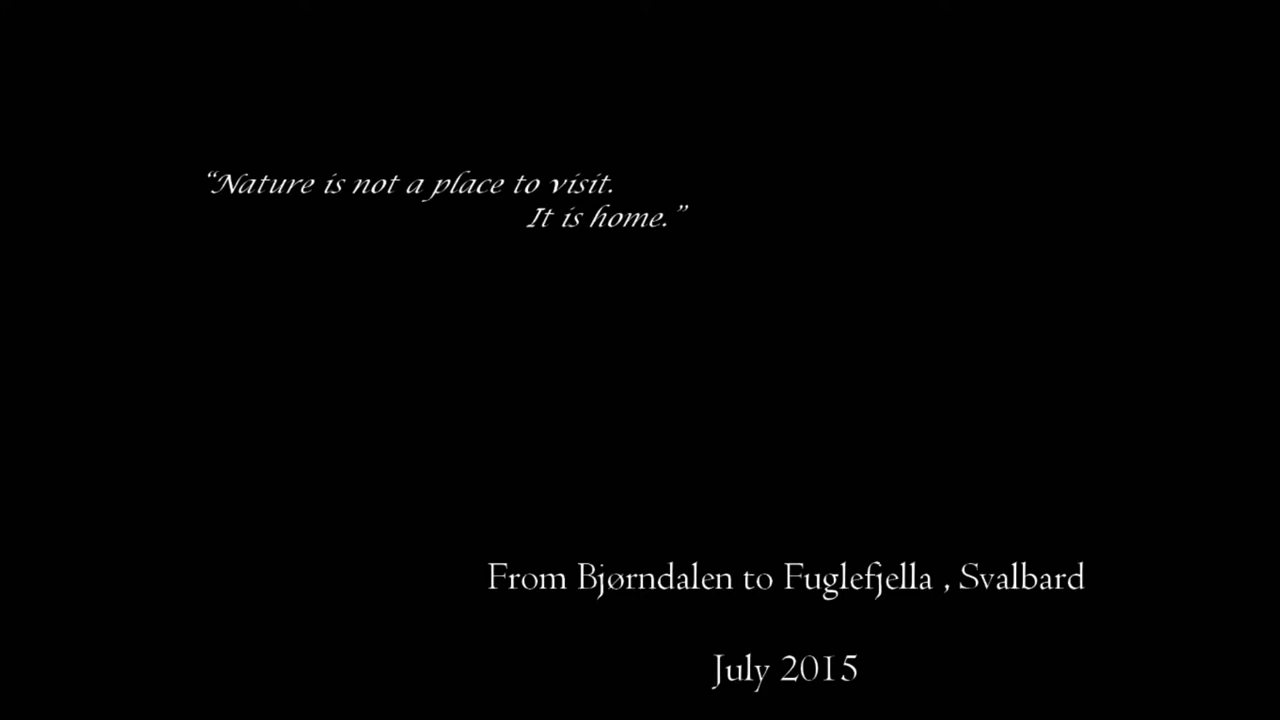 “Nature is not a place to visit.
It is home.”
From Bjørndalen to Fuglefjella , Svalbard
July 2015